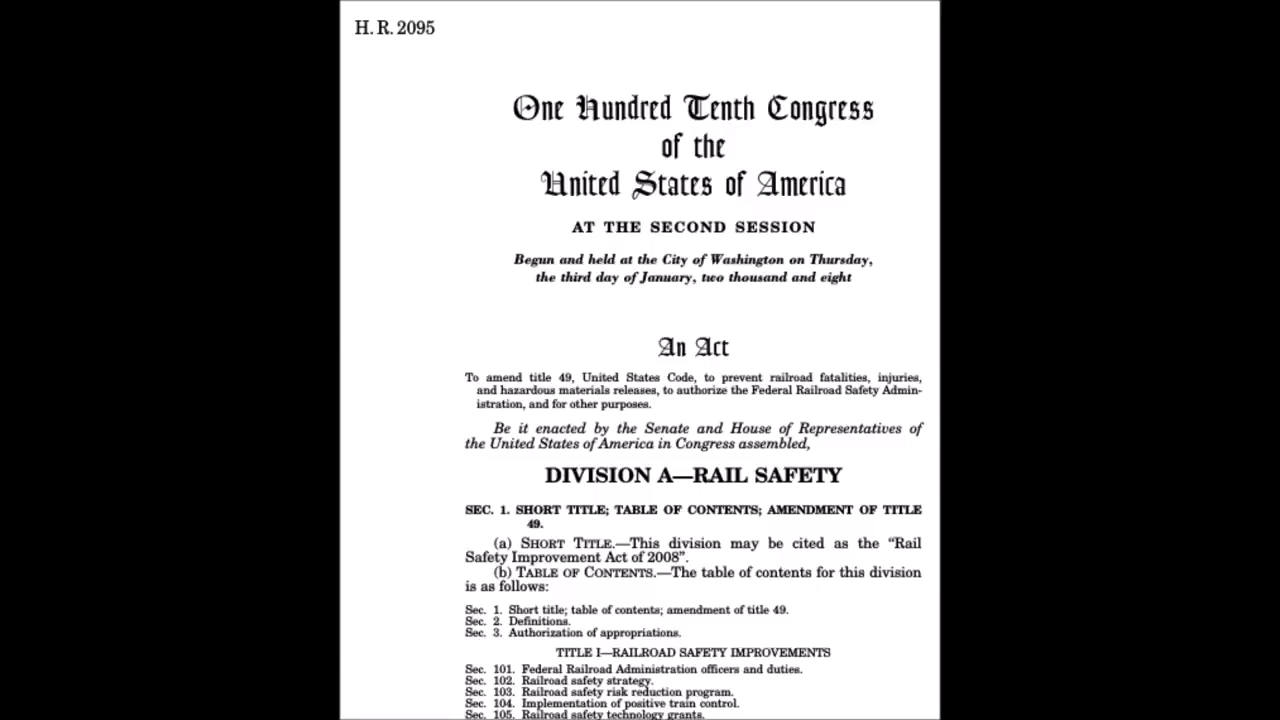 H. R. 2095
One Hundred Tenth Congress
of the
United States of America
AT THE SECOND SESSION
Begun and held at the City of Washington on Thursday,
the third day of January, two thousand and eight
An Act
To amend title 49, United States Code, to prevent railroad fatalities, injuries,
and hazardous materials releases, to authorize the Federal Railroad Safety Admin-
istration, and for other purposes.
Be it enacted by the Senate and House of Representatives of
the United States of America in Congress assembled,
DIVISION A—RAIL SAFETY
SEC. 1. SHORT TITLE; TABLE OF CONTENTS; AMENDMENT OF TITLE
49.
(a) SHORT TITLE.—This division may be cited as the “Rail
Safety Improvement Act of 2008”.
(b) TABLE OF CONTENTS.—The table of contents for this division
is as follows:
Sec. 1. Short title; table of contents; amendment of title 49.
Sec. 2. Definitions.
Sec. 3. Authorization of appropriations.
TITLE I—RAILROAD SAFETY IMPROVEMENTS
Sec. 101. Federal Railroad Administration officers and duties.
Sec. 102. Railroad safety strategy.
Sec. 103. Railroad safety risk reduction program.
Sec. 104. Implementation of positive train control.
Sec. 105. Railroad safety technology grants.